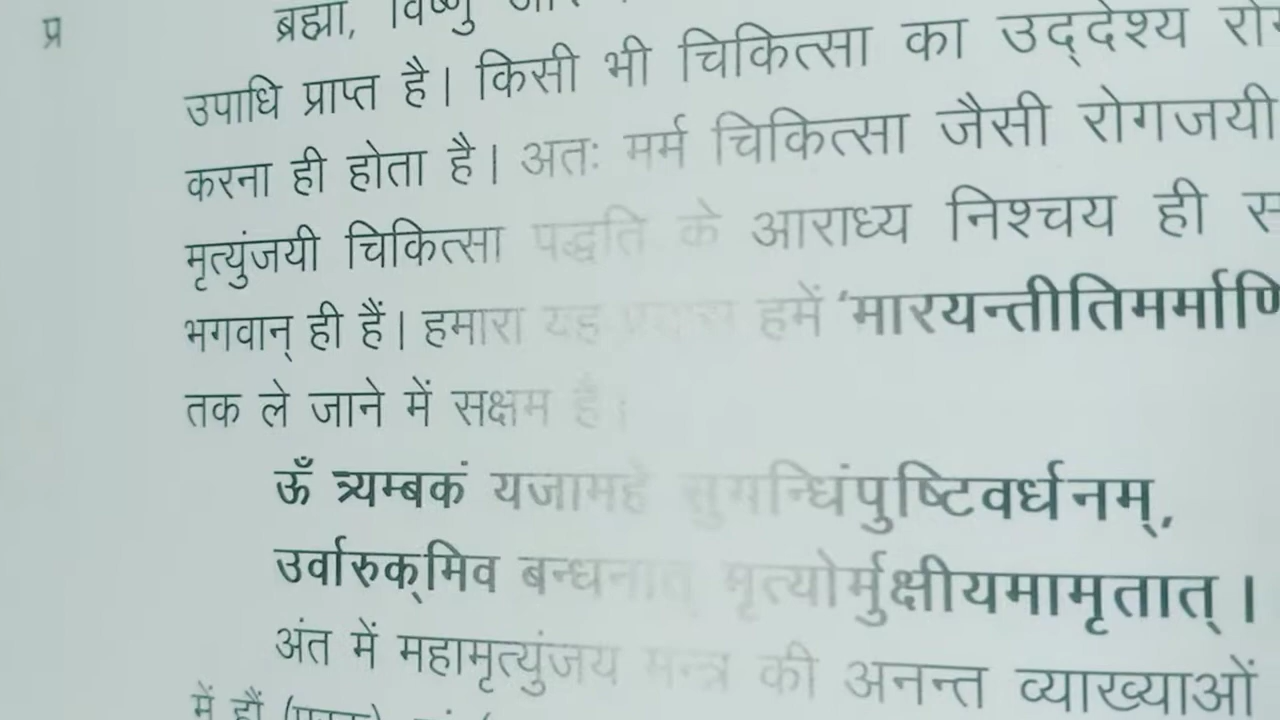 प्र
ब्रह्मा, विष्णु
उपाधि प्राप्त है। किसी भी चिकित्सा का उद्देश्य
करना ही होता है। अतः मर्म चिकित्सा जैसी रोगजयी
मृत्युंजयी चिकित्सा पद्धति के आराध्य निश्चय ही
भगवान् ही हैं। हमारा यह हमें 'मारयन्तीतिमर्माणि
तक ले जाने में सक्षम है।
ऊँ त्र्यम्बकं यजामहे सुगन्धिंपुष्टिवर्धनम्,
उर्वारुक्मिव बन्धनात् मृत्योर्मुक्षीयमामृतात्।
अंत में महामृत्युंजय मन्त्र की अनन्त व्याख्याओं
में